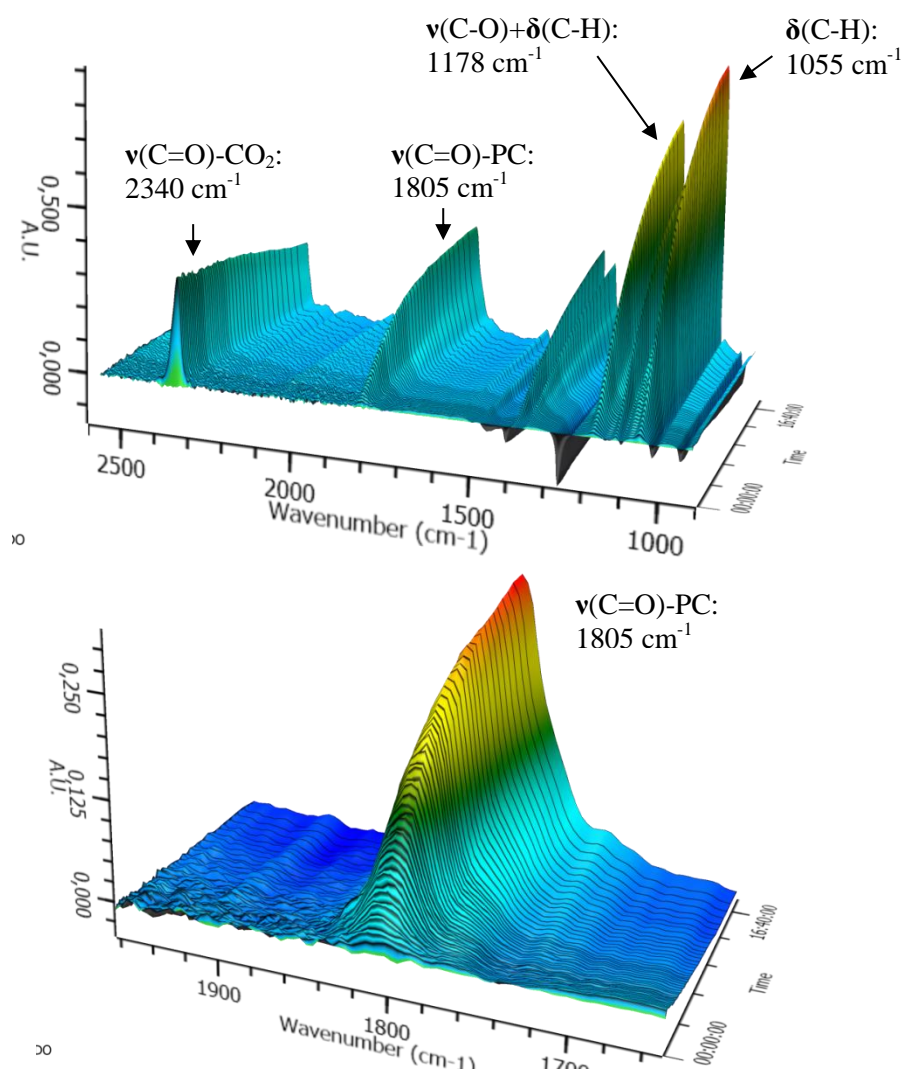 ν(C-O)+δ(C-H):
1178 cm-1
δ(C-H):
1055 cm-1
ν(C=O)-CO2:
2340 cm-1
ν(C=O)-PC:
1805 cm-1
0,500
A.U.
0,000
2500
2000
1500
1000
Wavenumber (cm-1)
16:40:00
Time
00:00:00
ν(C=O)-PC:
1805 cm-1
0,250
0,125
A.U.
0,000
1900
1800
1700
Wavenumber (cm-1)
16:40:00
Time
00:00:00